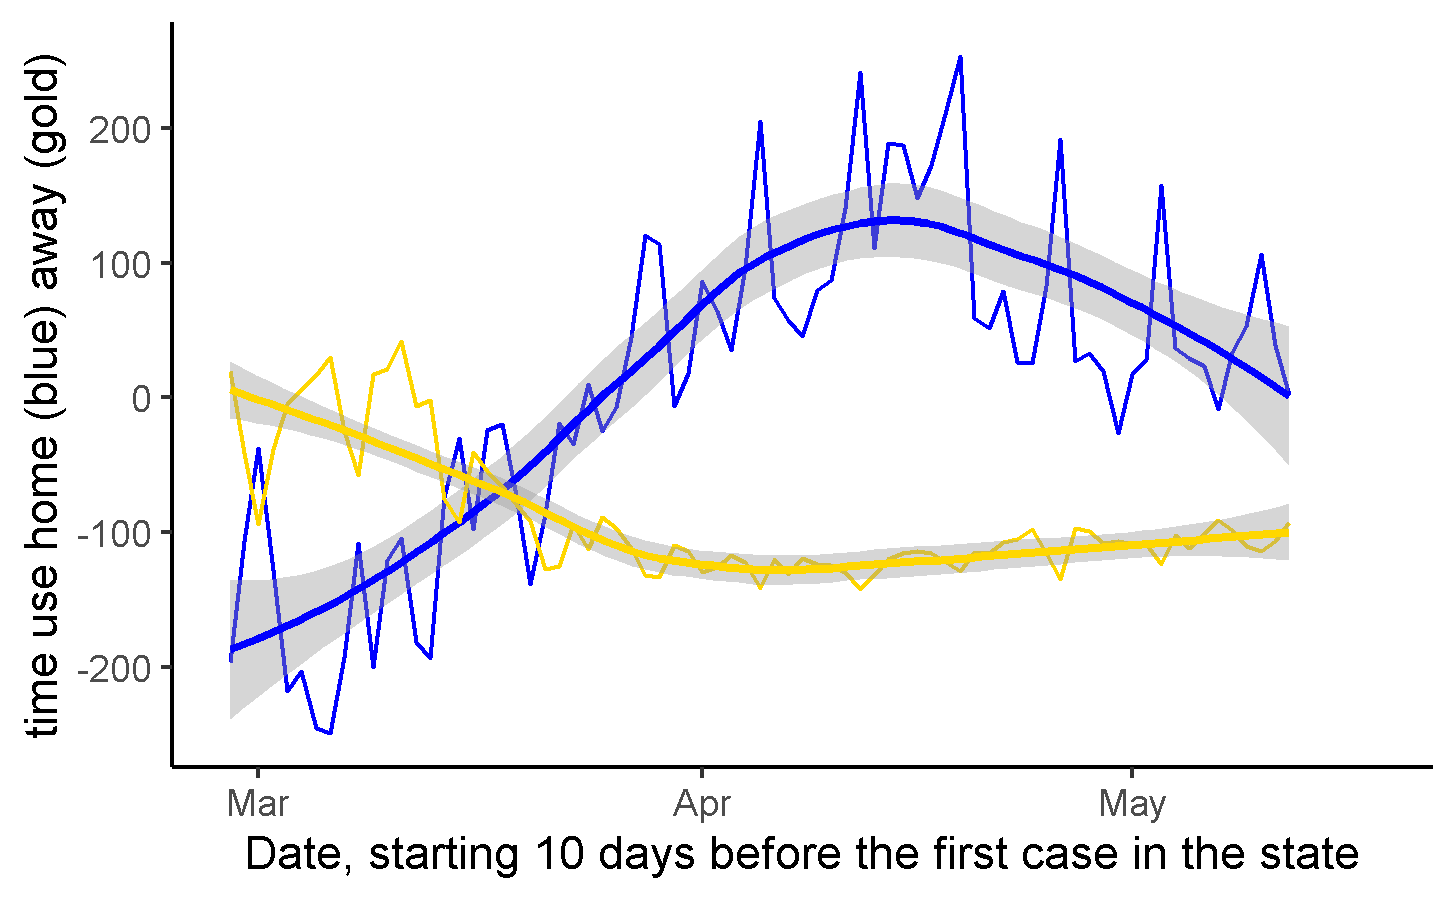 time use home (blue) away (gold)
200
100
0
-100
-200
Mar Apr May
Date, starting 10 days before the first case in the state